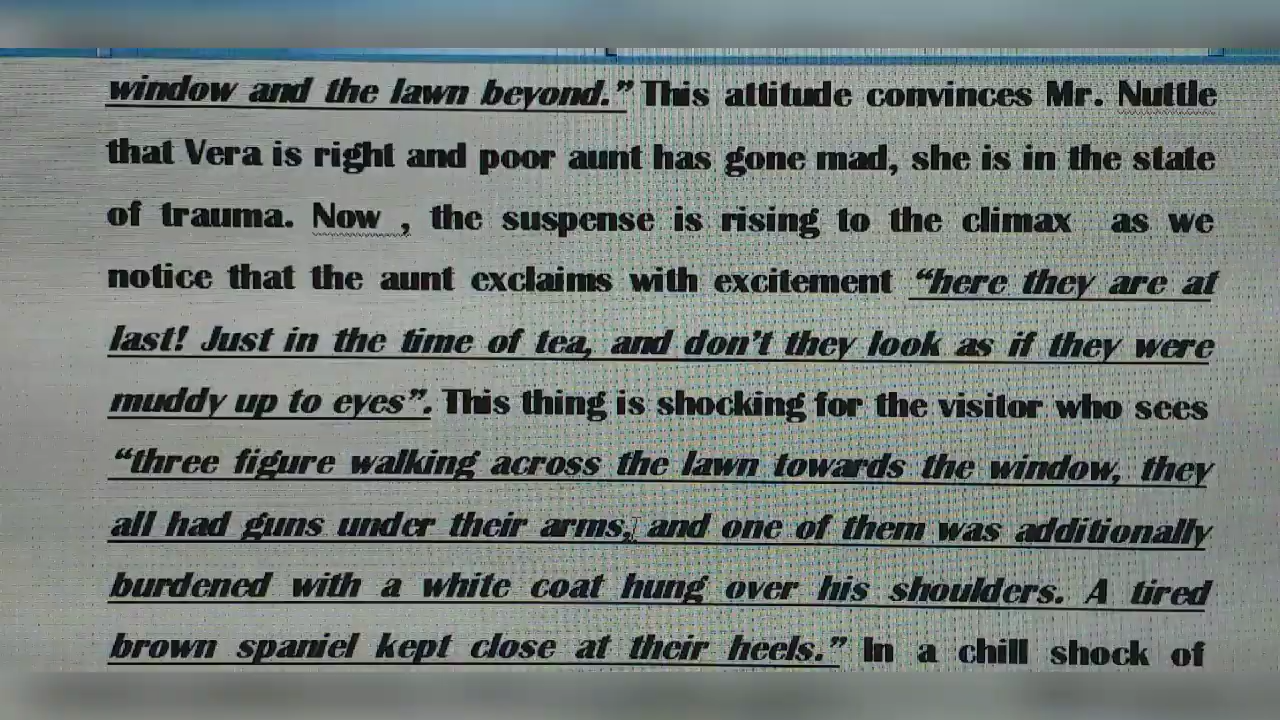 window and the lawn beyond.” This attitude convinces Mr. Nuttle
that Vera is right and poor aunt has gone mad, she is in the state
of trauma. Now , the suspense is rising to the climax as we
notice that the aunt exclaims with excitement “here they are at
last! Just in the time of tea, and don’t they look as if they were
muddy up to eyes”. This thing is shocking for the visitor who sees
“three figure walking across the lawn towards the window, they
all had guns under their arms, and one of them was additionally
burdened with a white coat hung over his shoulders. A tired
brown spaniel kept close at their heels.” In a chill shock of